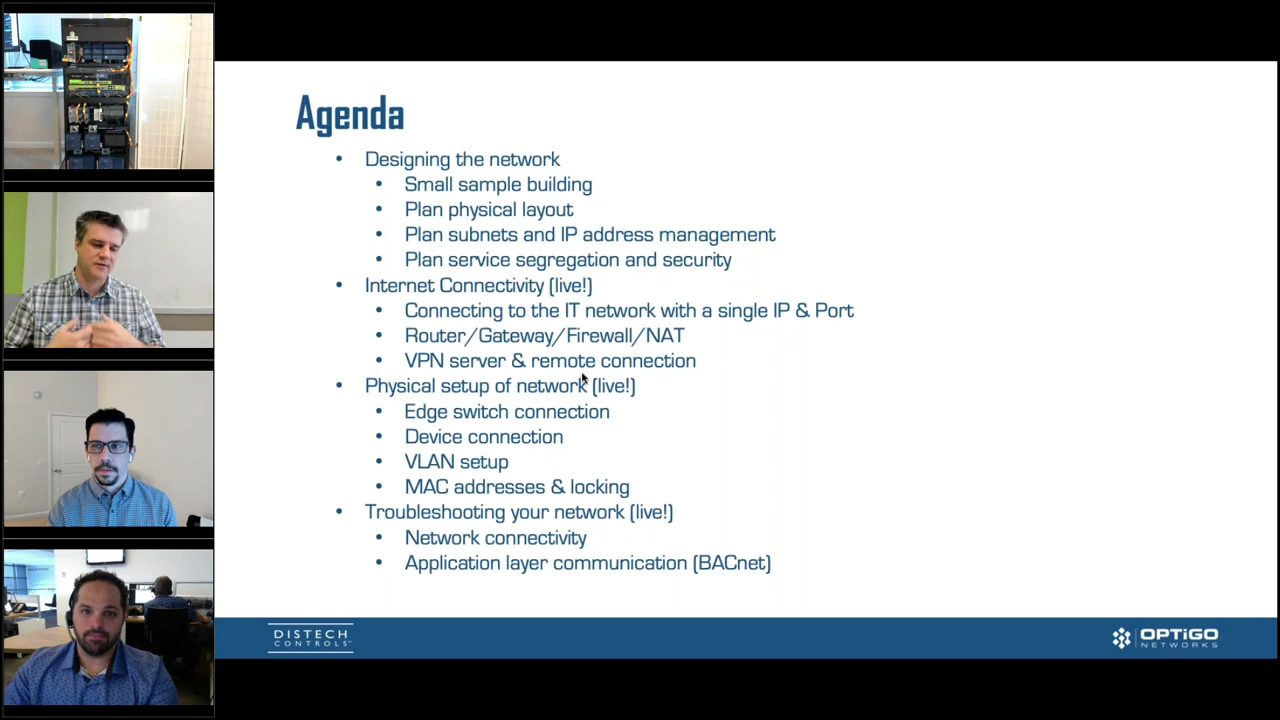 Agenda
• Designing the network
• Small sample building
• Plan physical layout
• Plan subnets and IP address management
• Plan service segregation and security
• Internet Connectivity (live!)
• Connecting to the IT network with a single IP & Port
• Router/Gateway/Firewall/NAT
• VPN server & remote connection
• Physical setup of network (live!)
• Edge switch connection
• Device connection
• VLAN setup
• MAC addresses & locking
• Troubleshooting your network (live!)
• Network connectivity
• Application layer communication (BACnet)
DISTECH
CONTROLS™
OPTIGO
NETWORKS